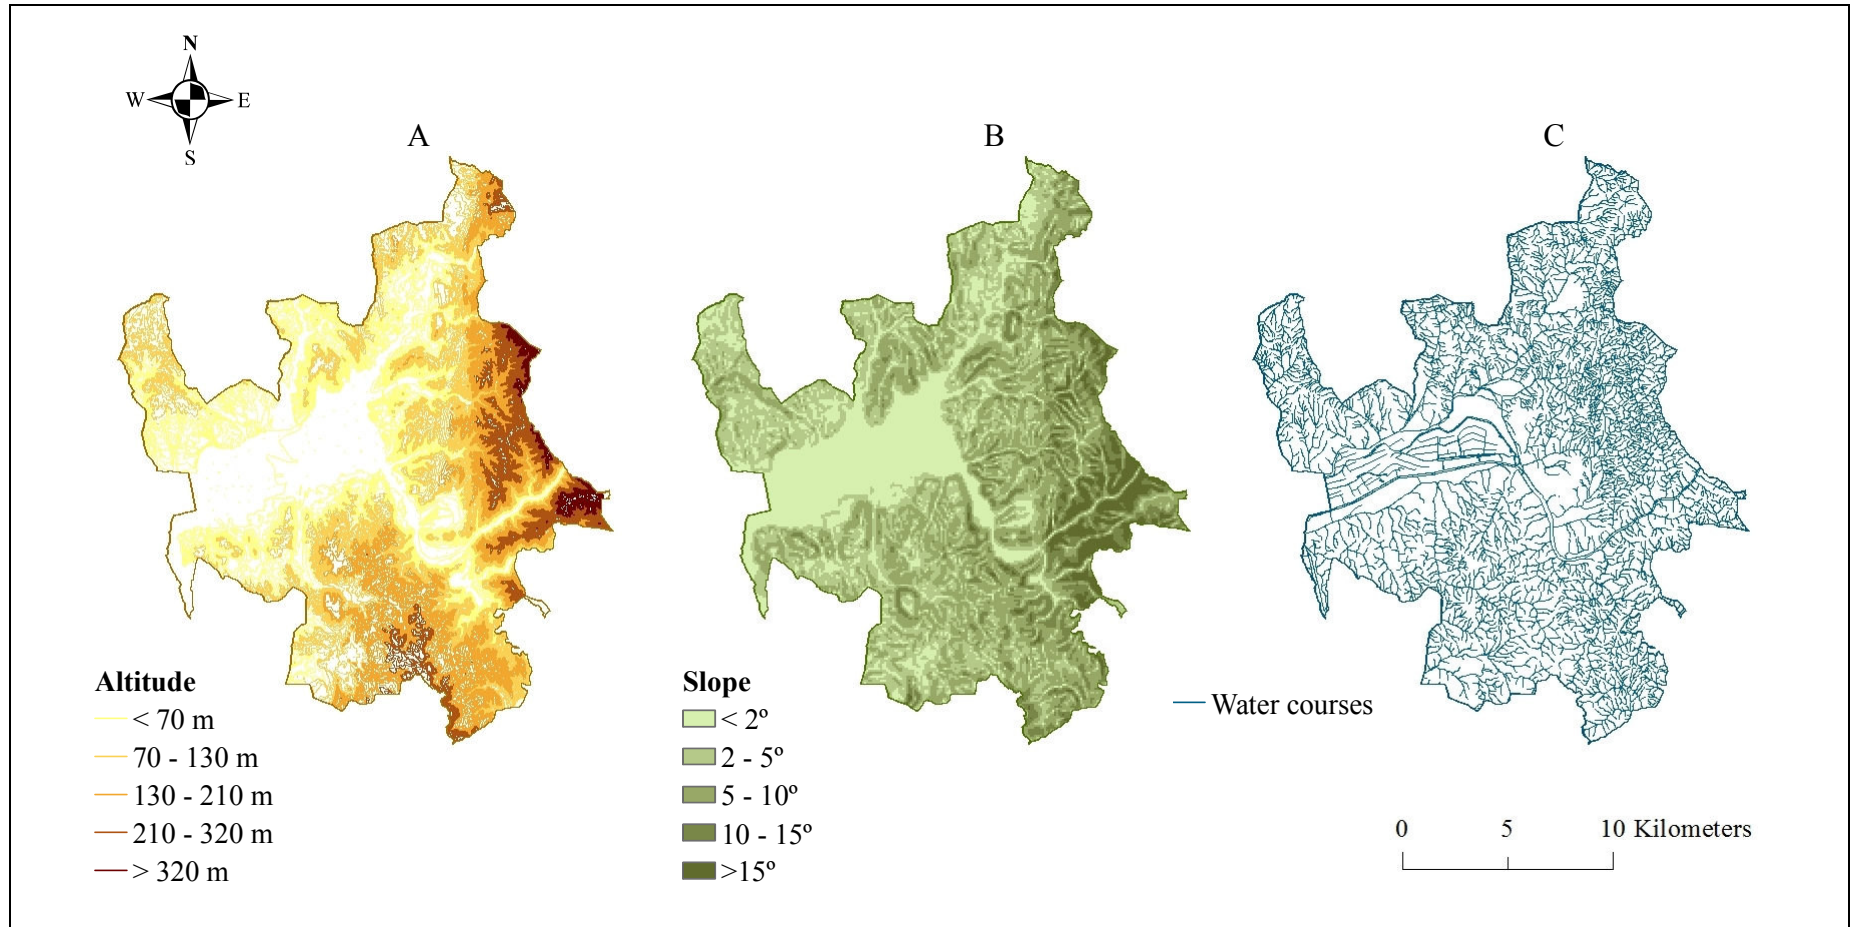 N
W E
S
A
B
C
Altitude
< 70 m
70 - 130 m
130 - 210 m
210 - 320 m
> 320 m
Slope
< 2º
2 - 5º
5 - 10º
10 - 15º
>15º
Water courses
0 5 10 Kilometers